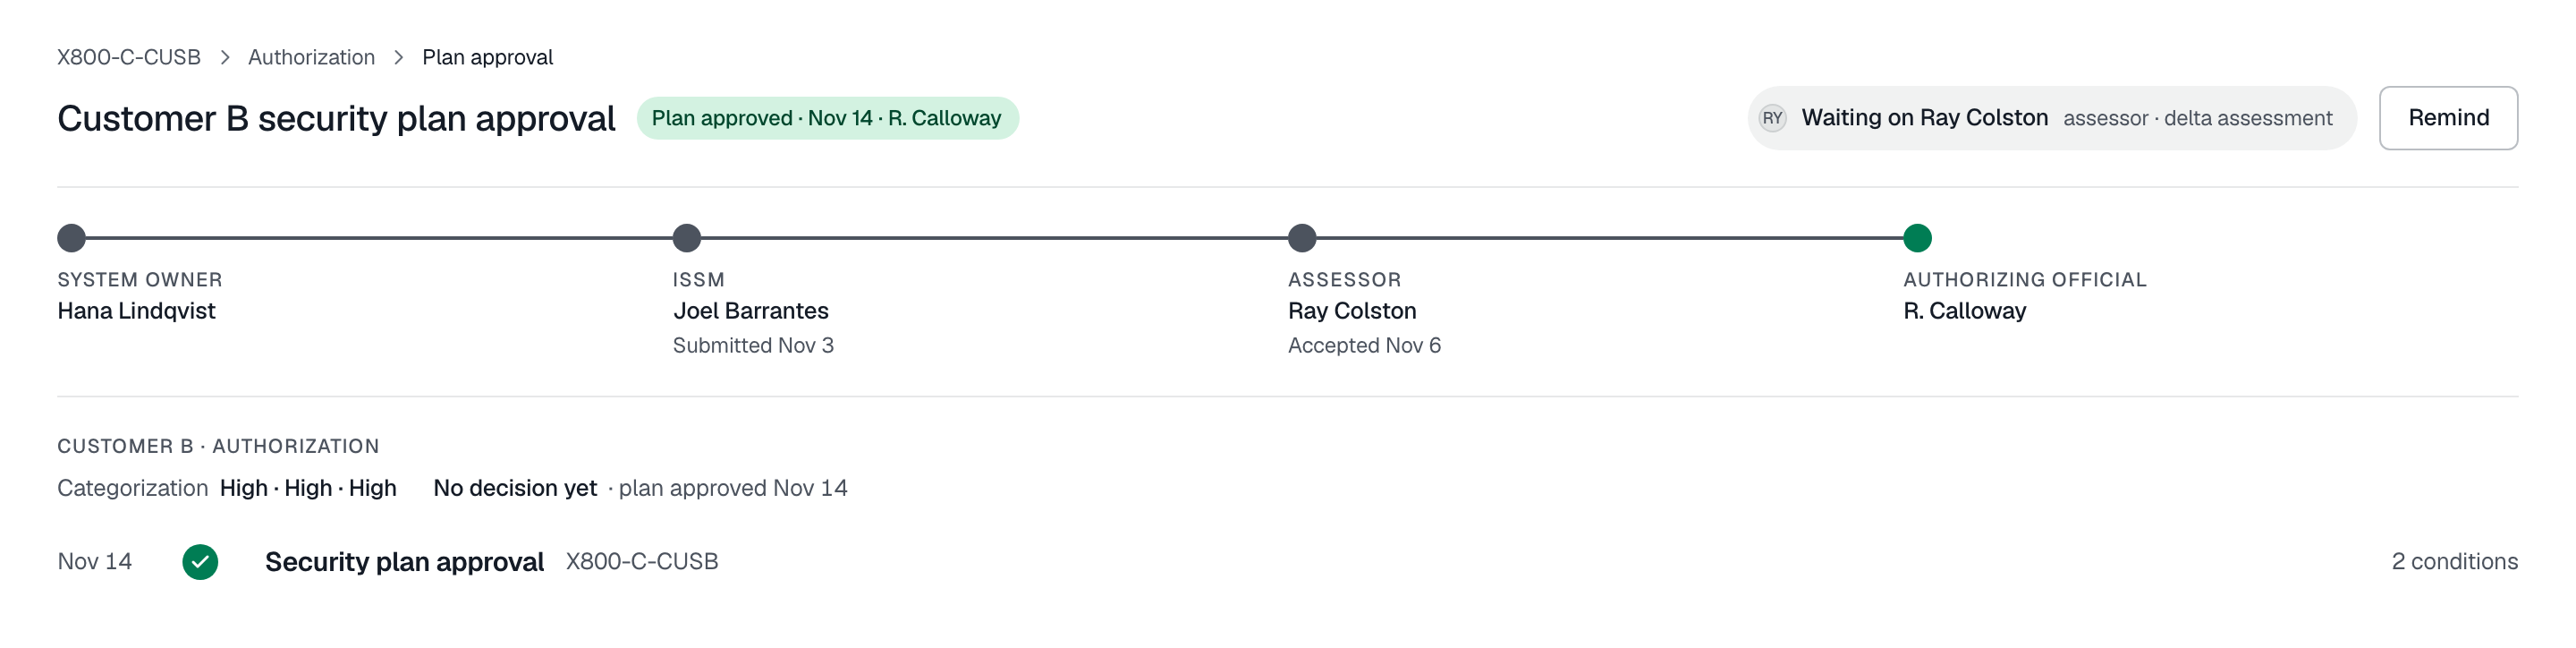 X800-C-CUSB > Authorization > Plan approval
Customer B security plan approval Plan approved · Nov 14 · R. Calloway RY Waiting on Ray Colston assessor · delta assessment Remind
SYSTEM OWNER ISSM ASSESSOR AUTHORIZING OFFICIAL
Hana Lindqvist Joel Barrantes Ray Colston R. Calloway
Submitted Nov 3 Accepted Nov 6
CUSTOMER B · AUTHORIZATION
Categorization High · High · High No decision yet · plan approved Nov 14
Nov 14 Security plan approval X800-C-CUSB 2 conditions